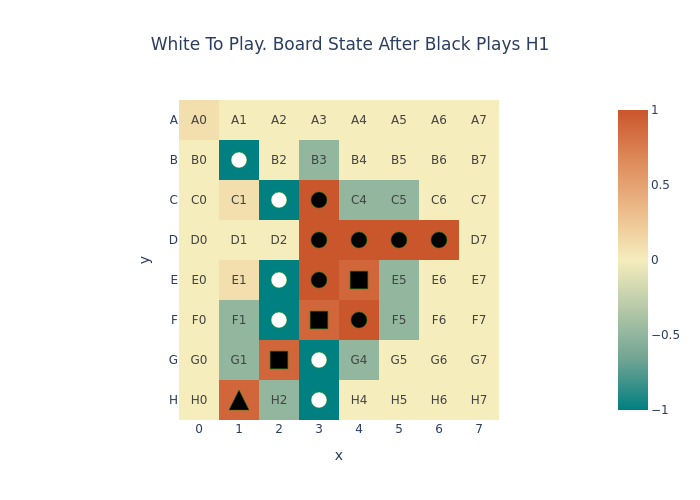 White To Play. Board State After Black Plays H1
A A0 A1 A2 A3 A4 A5 A6 A7
B B0 B2 B3 B4 B5 B6 B7
C C0 C1 C4 C5 C6 C7
D D0 D1 D2 D7
E E0 E1 E5 E6 E7
F F0 F1 F5 F6 F7
G G0 G1 G4 G5 G6 G7
H H0 H2 H4 H5 H6 H7
0 1 2 3 4 5 6 7
x
y
1
0.5
0
−0.5
−1